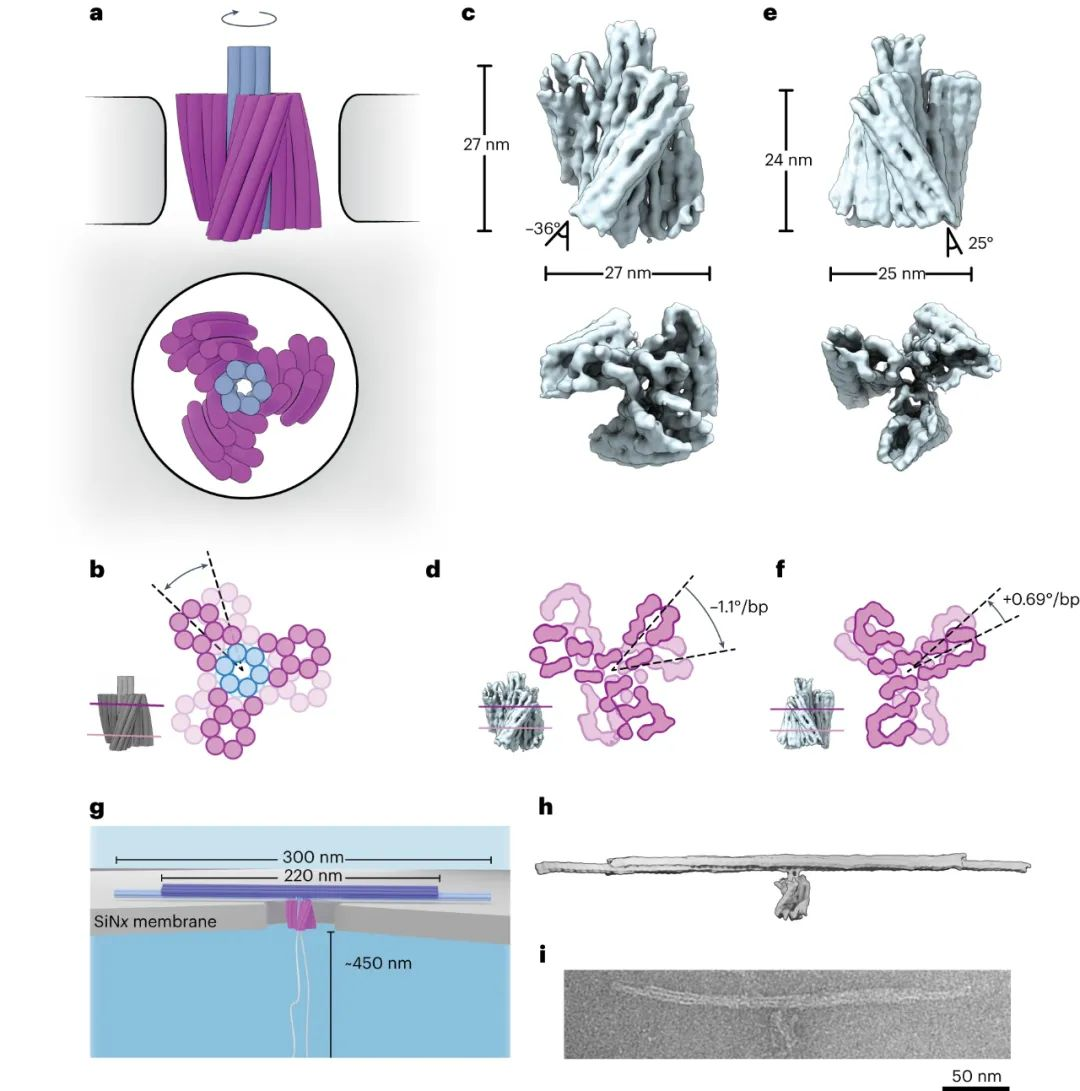 a
c
e
27 nm
–36°
27 nm
24 nm
25°
25 nm
b
d
f
–1.1°/bp
+0.69°/bp
g
300 nm
220 nm
SiNx membrane
~450 nm
h
i
50 nm